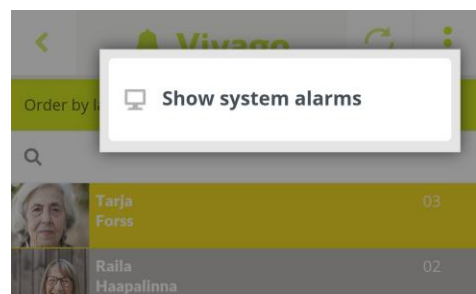 Vivago
Show system alarms
Order by l
Tarja
Forss
03
Raila
Haapalinna
02